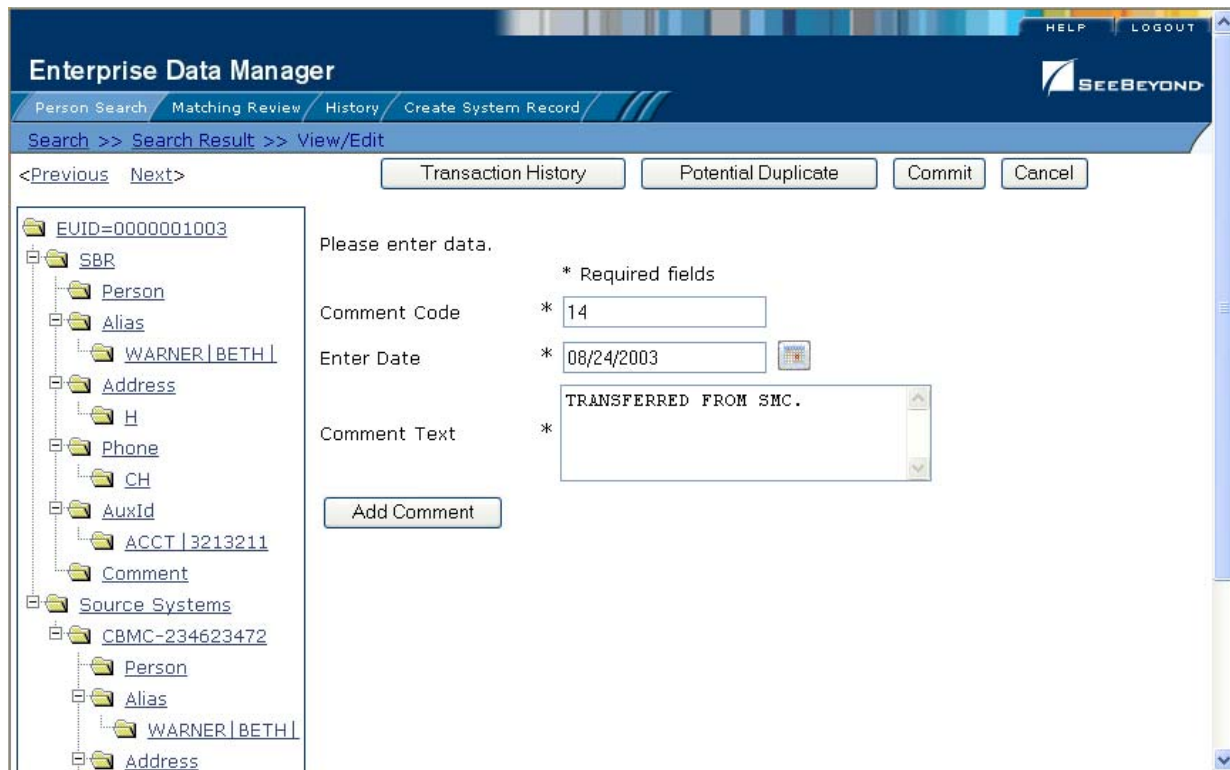 HELP LOGOUT
Enterprise Data Manager
SEEBEYOND
Person Search Matching Review History Create System Record
Search >> Search Result >> View/Edit
<Previous Next> Transaction History Potential Duplicate Commit Cancel
EUID=0000001003
SBR
Person
Alias
WARNER|BETH|
Address
H
Phone
CH
AuxId
ACCT|3213211
Comment
Source Systems
CBMC-234623472
Person
Alias
WARNER|BETH|
Address
Please enter data.
* Required fields
Comment Code * 14
Enter Date * 08/24/2003
Comment Text * TRANSFERRED FROM SMC.
Add Comment